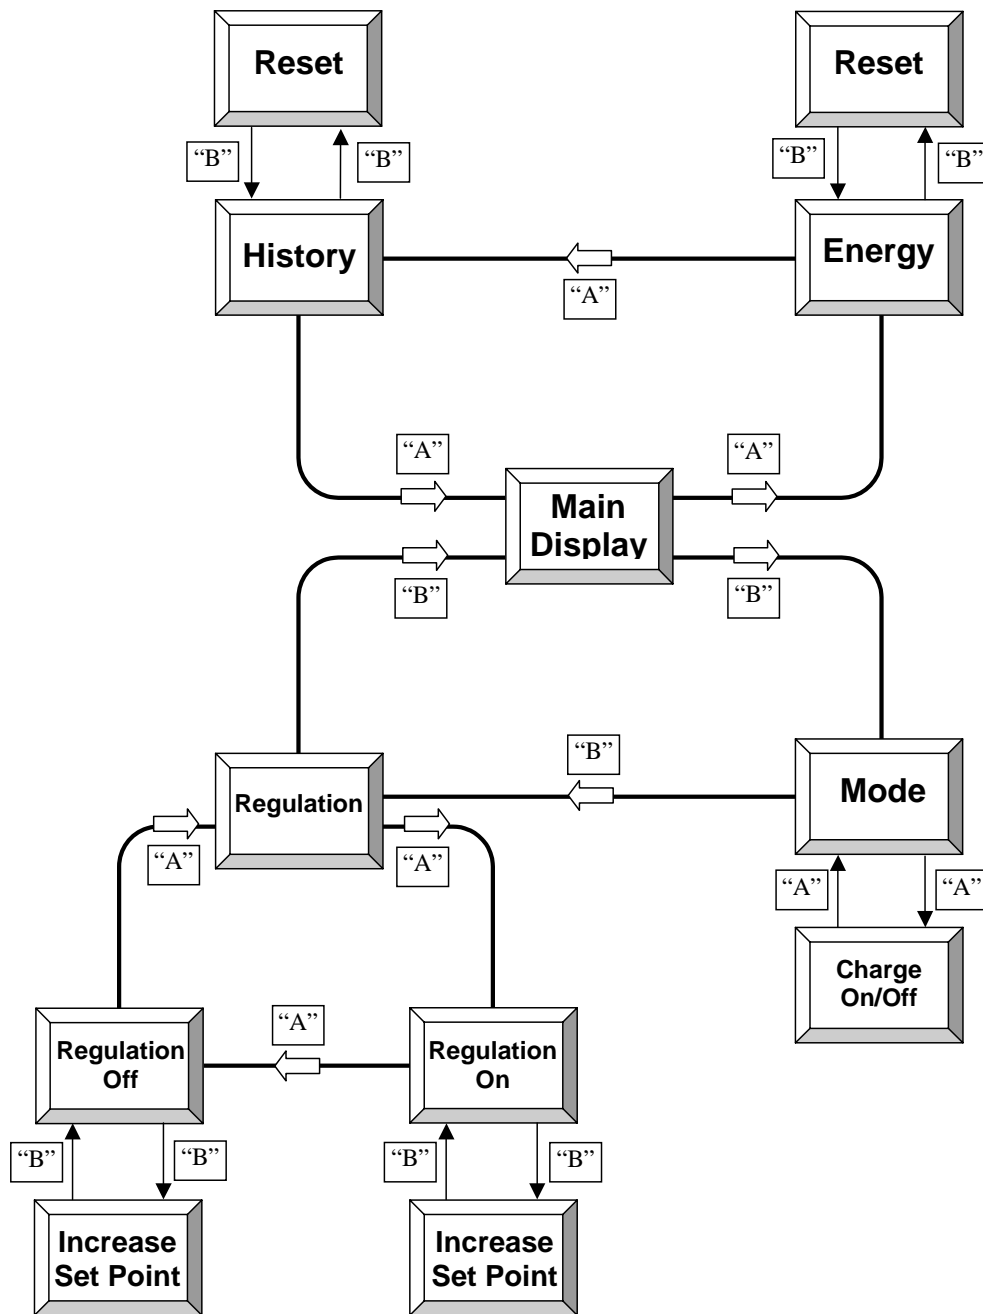 Reset
Reset
“B”
“B”
“B”
“B”
History
Energy
“A”
“A”
“A”
Main
Display
“B”
“B”
“B”
Regulation
Mode
“A”
“A”
“A”
“A”
Charge
On/Off
“A”
Regulation
Off
Regulation
On
“B”
“B”
“B”
“B”
Increase
Set Point
Increase
Set Point